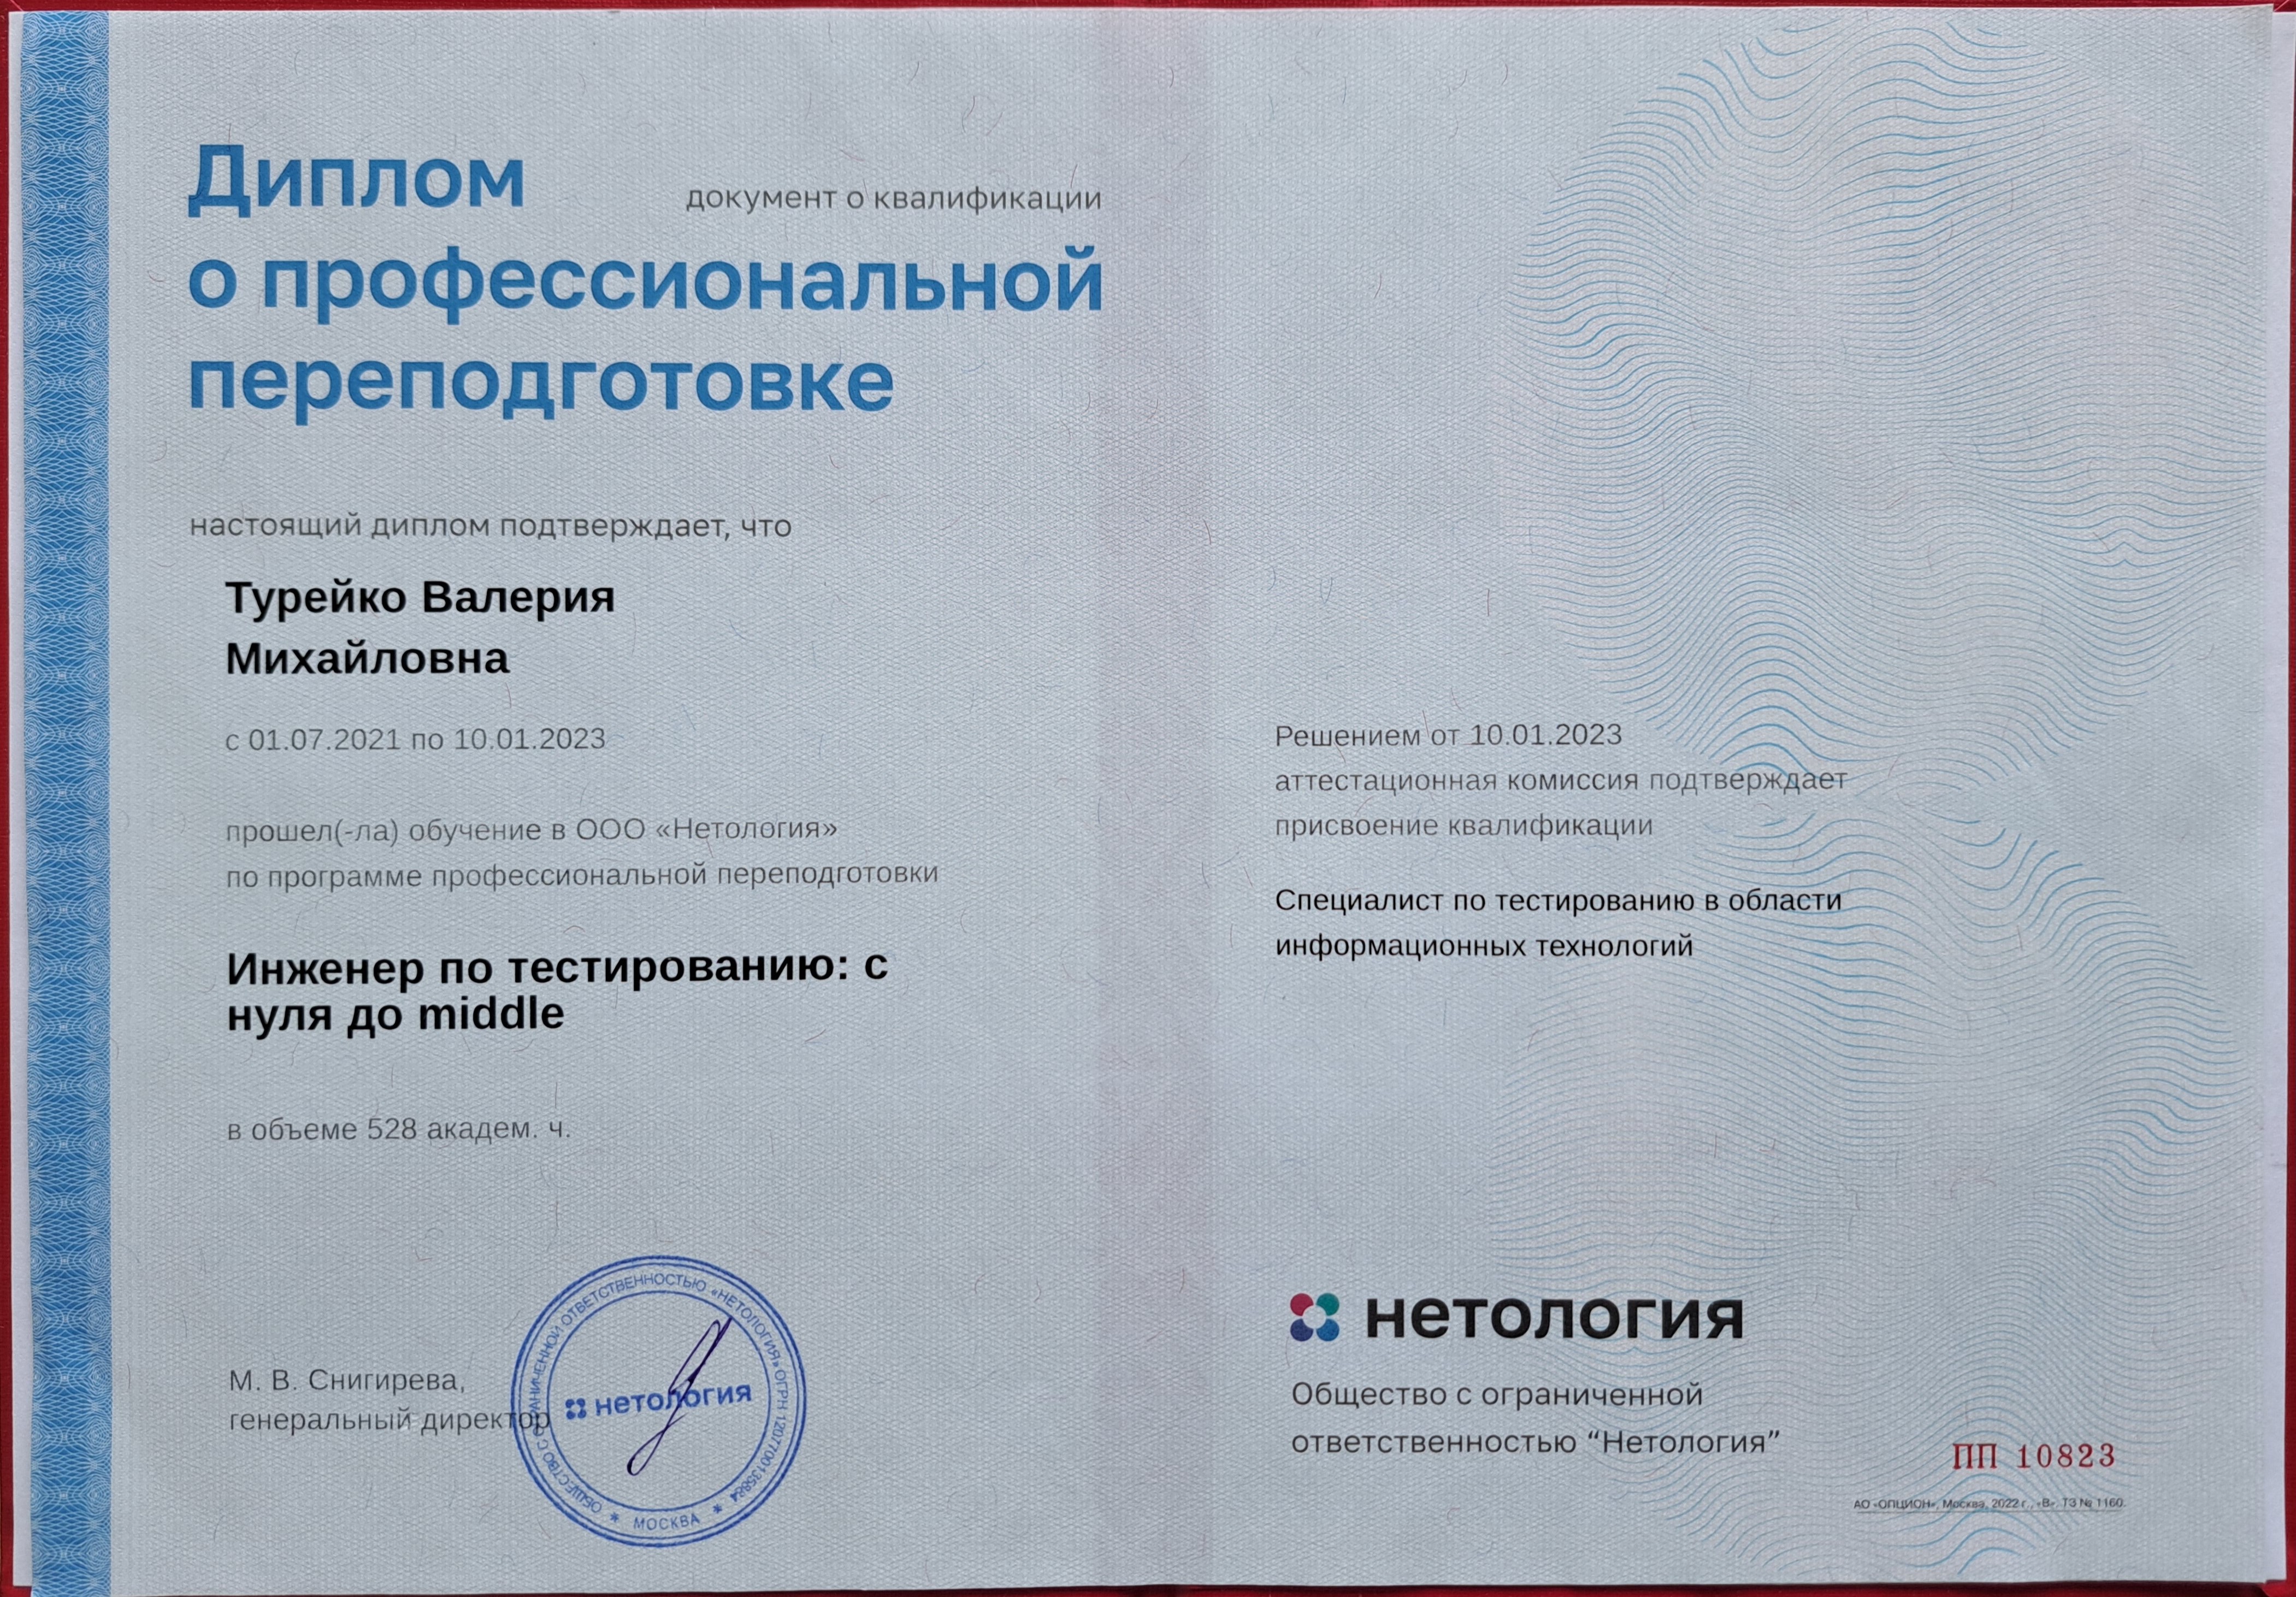 Диплом
документ о квалификации
о профессиональной
переподготовке
настоящий диплом подтверждает, что
Турейко Валерия
Михайловна
с 01.07.2021 по 10.01.2023
прошел(-ла) обучение в ООО «Нетология»
по программе профессиональной переподготовки
Инженер по тестированию: с
нуля до middle
в объеме 528 академ. ч.
М. В. Снигирева,
генеральный директор
ОБЩЕСТВО С ОГРАНИЧЕННОЙ ОТВЕТСТВЕННОСТЬЮ «НЕТОЛОГИЯ» ОГРН 1207700135884
* МОСКВА *
нетология
Решением от 10.01.2023
аттестационная комиссия подтверждает
присвоение квалификации
Специалист по тестированию в области
информационных технологий
нетология
Общество с ограниченной
ответственностью “Нетология”
ПП 10823
АО «ОПЦИОН», Москва, 2022 г., «В». ТЗ № 1160.